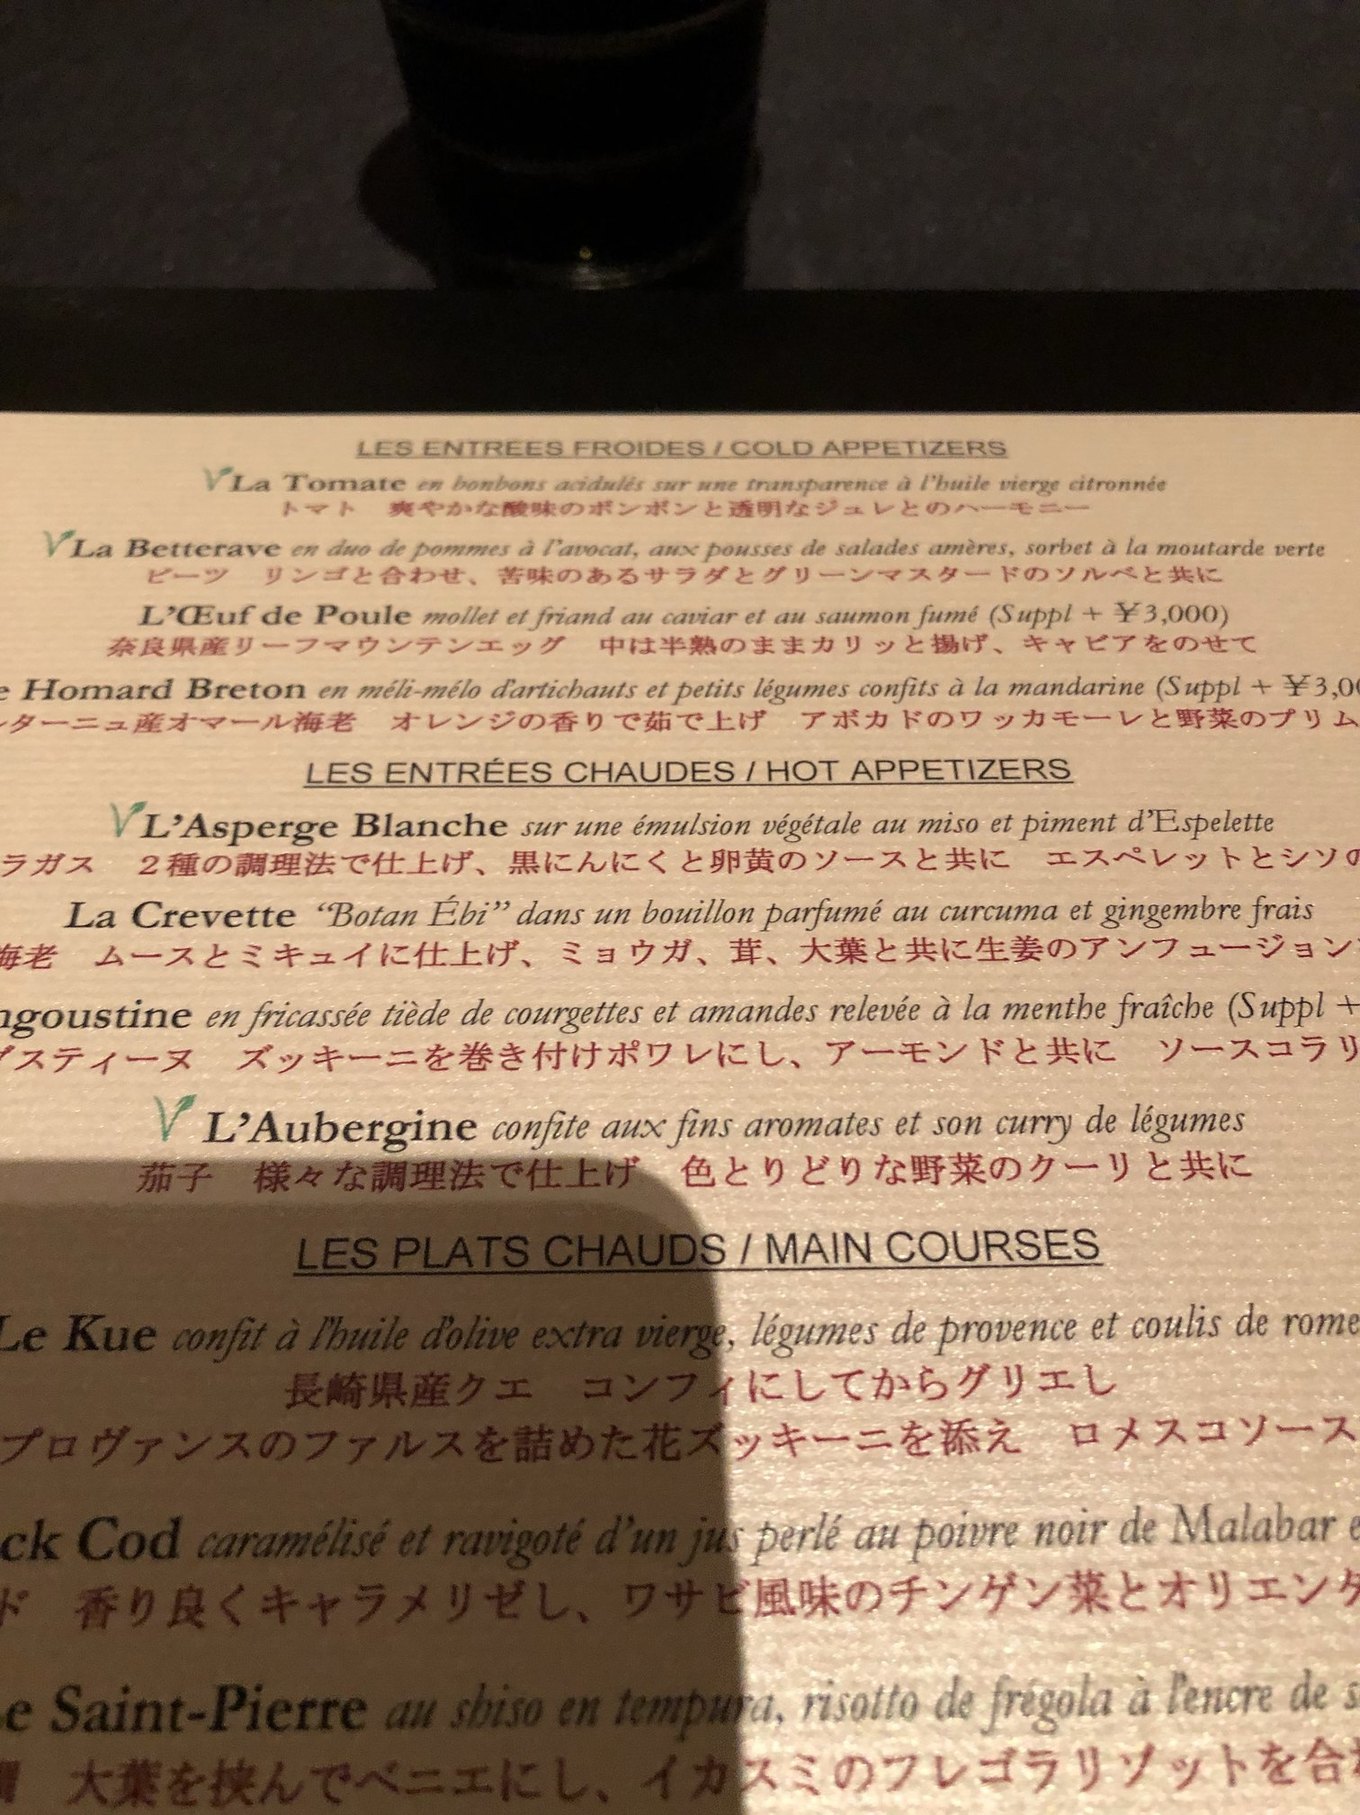 LES ENTREES FROIDES / COLD APPETIZERS
La Tomate en bonbons acidulés sur une transparence à l'huile vierge citronnée
トマト 爽やかな酸味のボンボンと透明なジュレとのハーモニー
La Betterave en duo de pommes à l'avocat, aux pousses de salades amères, sorbet à la moutarde verte
ビーツ リンゴと合わせ、苦味のあるサラダとグリーンマスタードのソルベと共に
L'Œuf de Poule mollet et friand au caviar et au saumon fumé (Suppl + ¥3,000)
奈良県産リーフマウンテンエッグ 中は半熟のままカリッと揚げ、キャビアをのせて
Homard Breton en méli-mélo d'artichauts et petits légumes confits à la mandarine (Suppl + ¥3,00
ターニュ産オマール海老 オレンジの香りで茹で上げ アボカドのワッカモーレと野菜のプリム
LES ENTRÉES CHAUDES / HOT APPETIZERS
L'Asperge Blanche sur une émulsion végétale au miso et piment d'Espelette
ラガス 2種の調理法で仕上げ、黒にんにくと卵黄のソースと共に エスペレットとシソの
La Crevette "Botan Ébi" dans un bouillon parfumé au curcuma et gingembre frais
海老 ムースとミキュイに仕上げ、ミョウガ、茸、大葉と共に生姜のアンフュージョン
ngoustine en fricassée tiède de courgettes et amandes relevée à la menthe fraîche (Suppl +
スティーヌ ズッキーニを巻き付けポワレにし、アーモンドと共に ソースコラリ
L'Aubergine confite aux fins aromates et son curry de légumes
茄子 様々な調理法で仕上げ 色とりどりな野菜のクーリと共に
LES PLATS CHAUDS / MAIN COURSES
Le Kue confit à l'huile d'olive extra vierge, légumes de provence et coulis de rome
長崎県産クエ コンフィにしてからグリエし
プロヴァンスのファルスを詰めた花ズッキーニを添え ロメスコソース
ck Cod caramélisé et ravigoté d'un jus perlé au poivre noir de Malabar e
ド 香り良くキャラメリゼし、ワサビ風味のチンゲン菜とオリエンタ
e Saint-Pierre au shiso en tempura, risotto de frégola à l'encre de s
大葉を挟んでベニエにし、イカスミのフレゴラリゾットを合わ